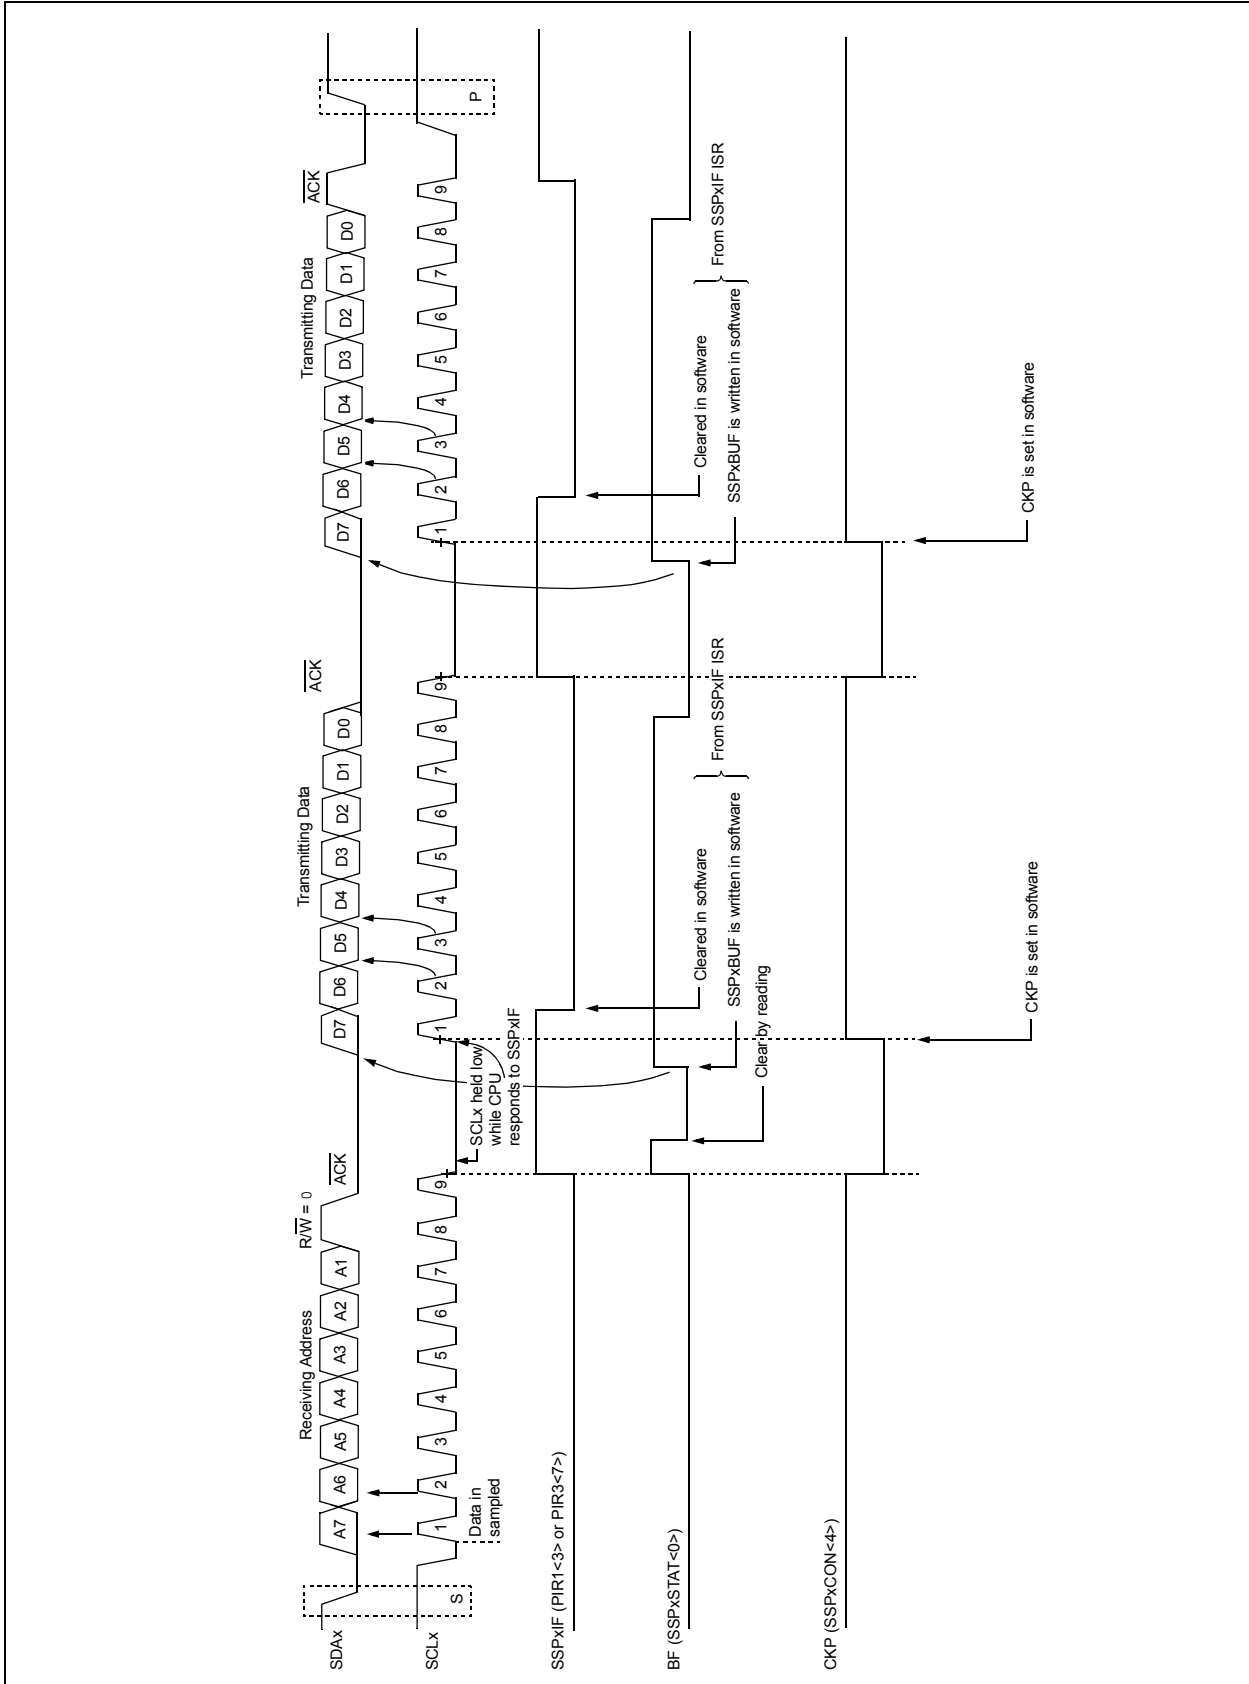 Receiving Address
R/W = 0
ACK
Transmitting Data
ACK
Transmitting Data
ACK
SDAx
A7
A6
A5
A4
A3
A2
A1
D7
D6
D5
D4
D3
D2
D1
D0
D7
D6
D5
D4
D3
D2
D1
D0
SCLx
S
1
2
3
4
5
6
7
8
9
1
2
3
4
5
6
7
8
9
1
2
3
4
5
6
7
8
9
P
Data in
sampled
SCLx held low
while CPU
responds to SSPxIF
SSPxIF (PIR1<3> or PIR3<7>)
BF (SSPxSTAT<0>)
Cleared in software
SSPxBUF is written in software
Clear by reading
From SSPxIF ISR
Cleared in software
SSPxBUF is written in software
From SSPxIF ISR
CKP (SSPxCON<4>)
CKP is set in software
CKP is set in software